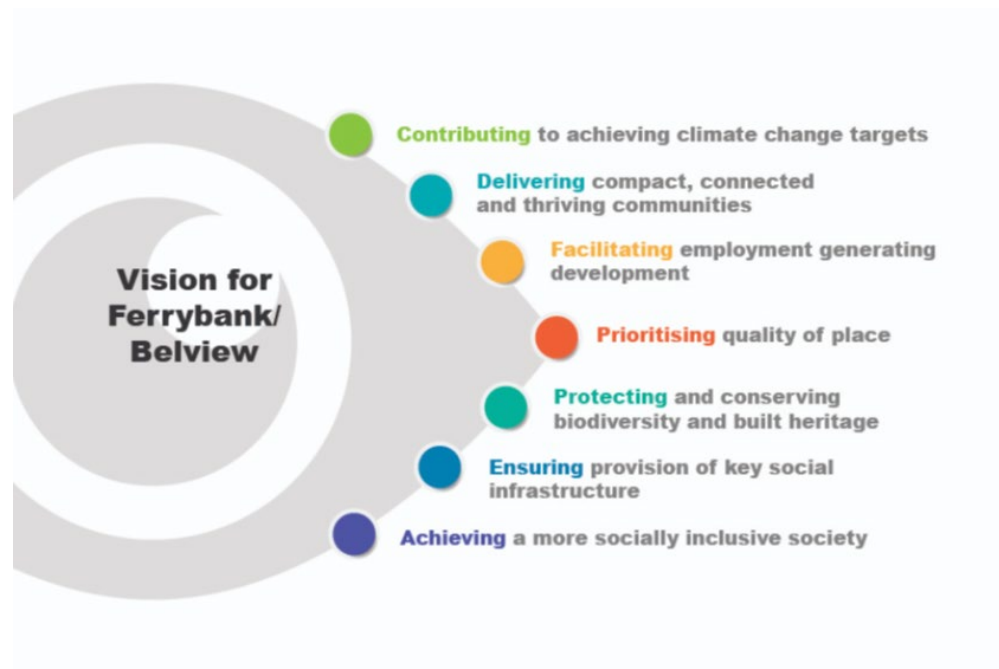 Vision for
Ferrybank/
Belview
Contributing to achieving climate change targets
Delivering compact, connected
and thriving communities
Facilitating employment generating
development
Prioritising quality of place
Protecting and conserving
biodiversity and built heritage
Ensuring provision of key social
infrastructure
Achieving a more socially inclusive society